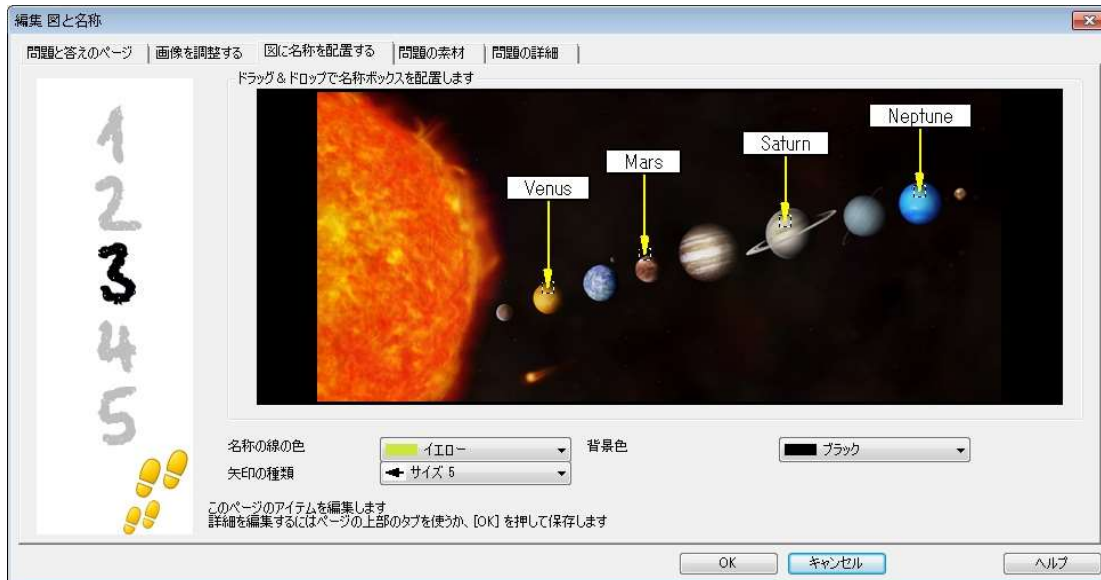 編集 図と名称
問題と答えのページ 画像を調整する 図に名称を配置する 問題の素材 問題の詳細
ドラッグ & ドロップで名称ボックスを配置します
1
2
3
4
5
Neptune
Saturn
Mars
Venus
名称の線の色 イエロー 背景色 ブラック
矢印の種類 サイズ 5
このページのアイテムを編集します
詳細を編集するにはページの上部のタブを使うか、[OK] を押して保存します
OK キャンセル ヘルプ